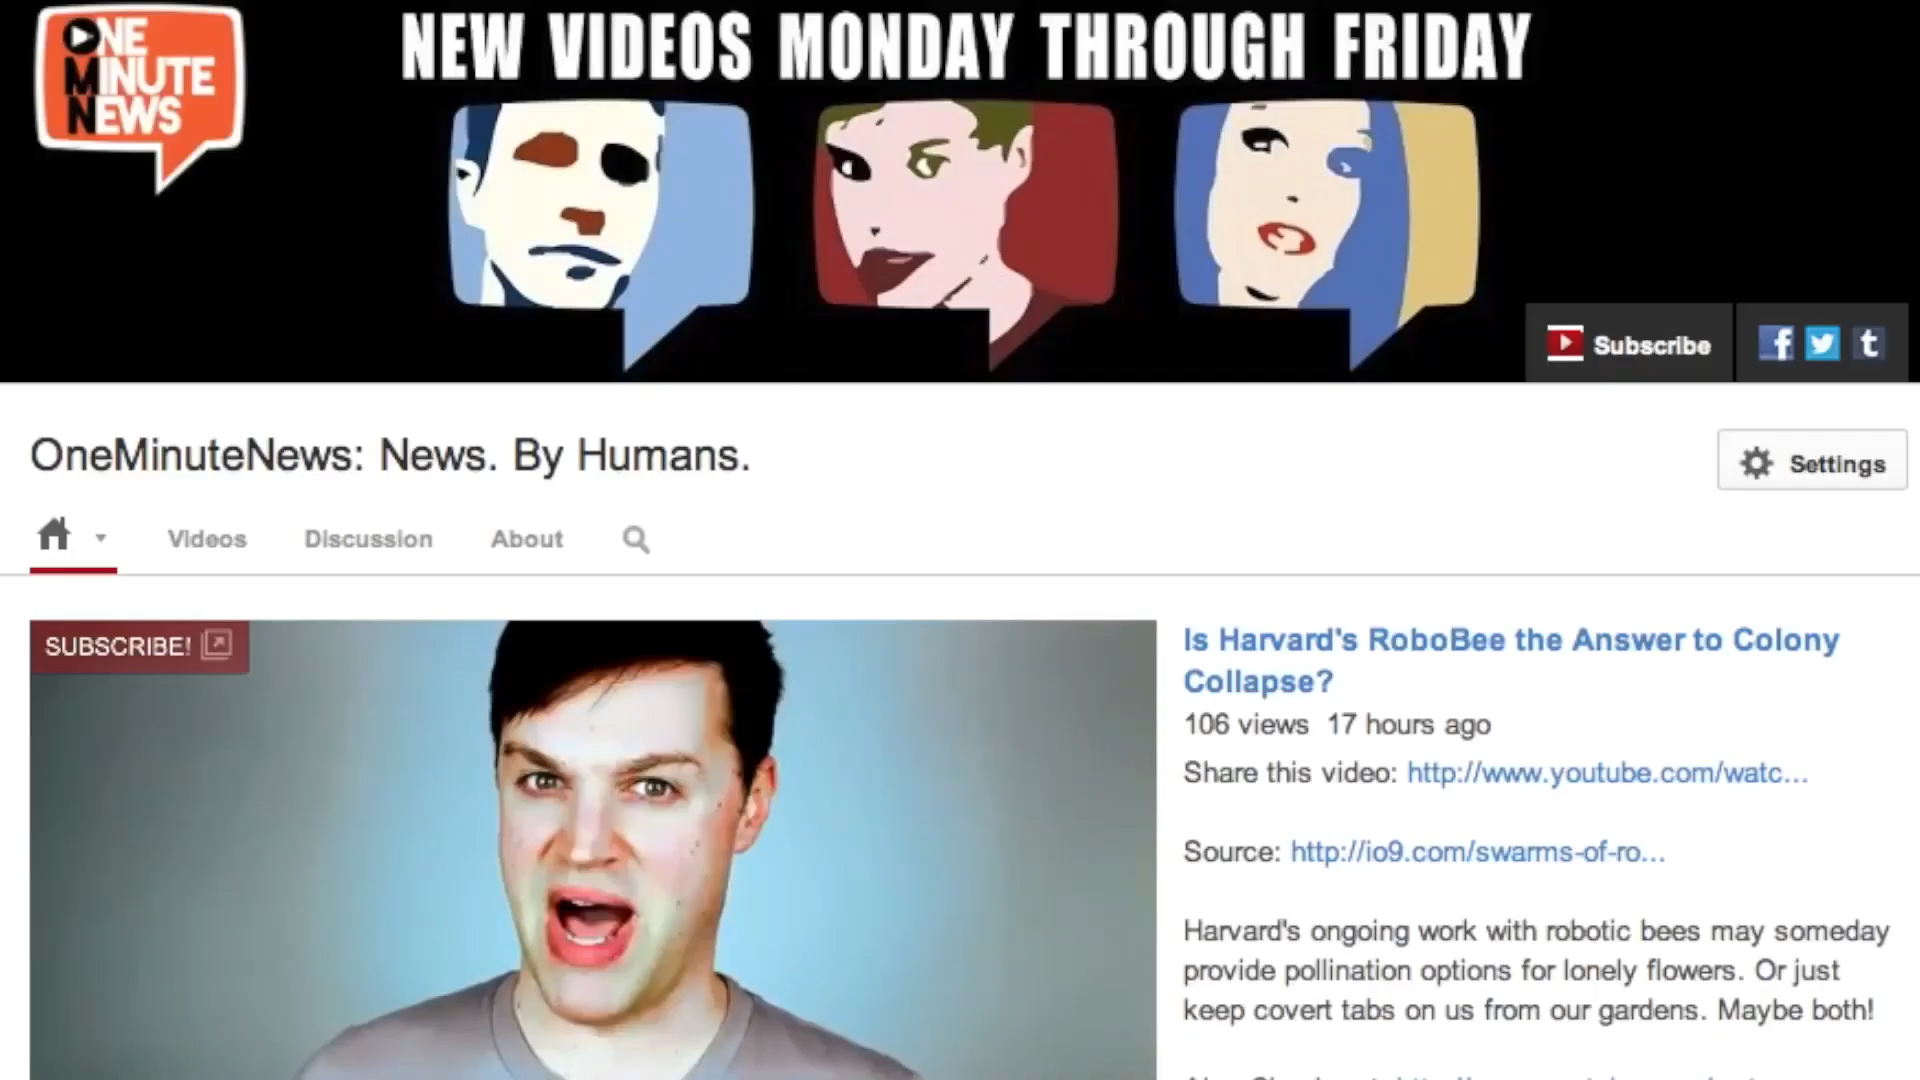 ONE
MINUTE
NEWS
NEW VIDEOS MONDAY THROUGH FRIDAY
Subscribe
OneMinuteNews: News. By Humans.
Settings
Videos Discussion About
SUBSCRIBE!
Is Harvard's RoboBee the Answer to Colony
Collapse?
106 views 17 hours ago
Share this video: http://www.youtube.com/watc...
Source: http://io9.com/swarms-of-ro...
Harvard's ongoing work with robotic bees may someday
provide pollination options for lonely flowers. Or just
keep covert tabs on us from our gardens. Maybe both!